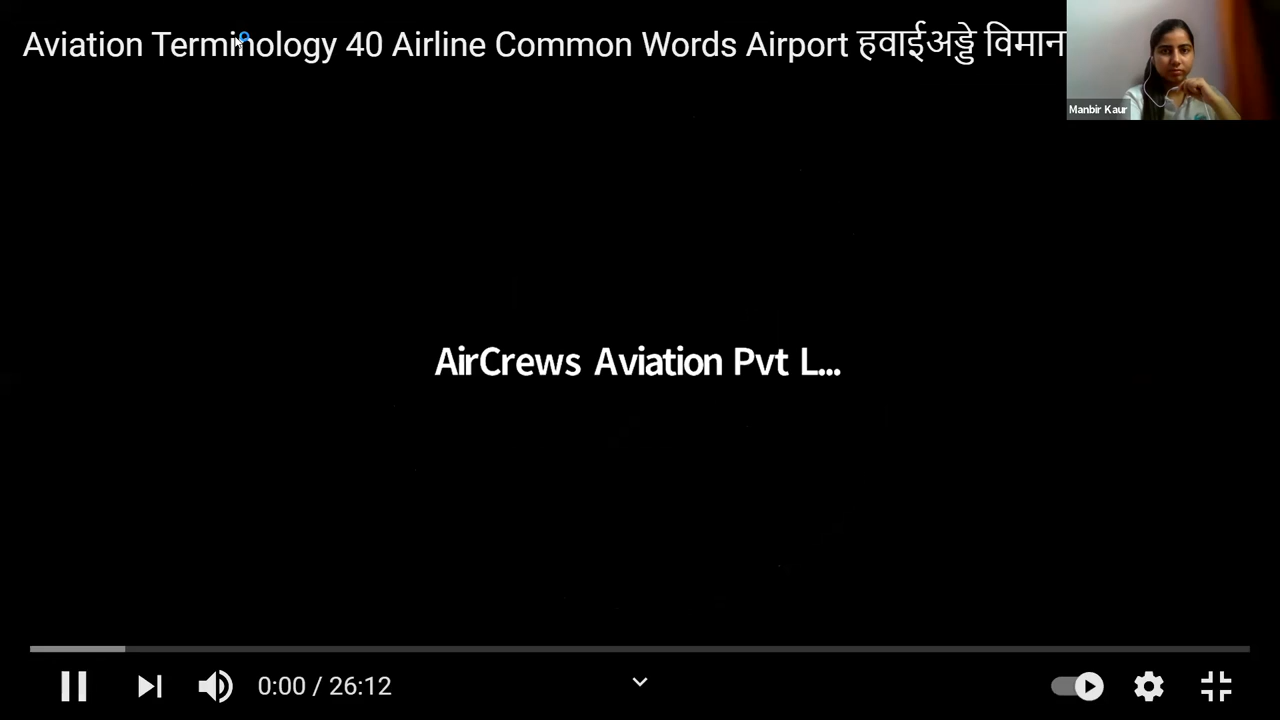 Aviation Terminology 40 Airline Common Words Airport हवाईअड्डे विमान
Manbir Kaur
AirCrews Aviation Pvt L...
0:00 / 26:12